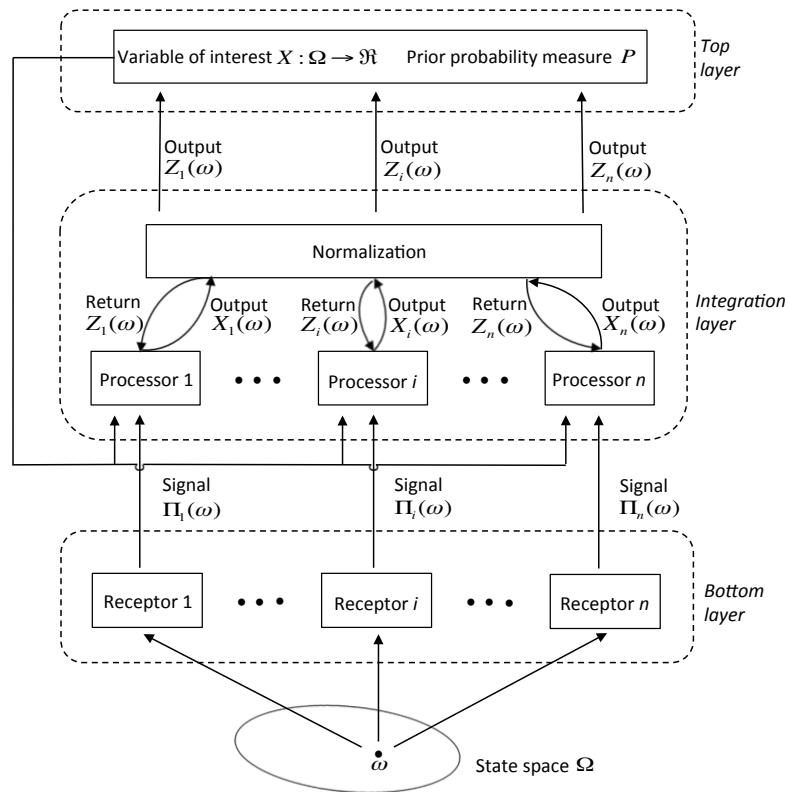 Variable of interest X : Ω → ℜ Prior probability measure P
Top
layer
Output
Z₁(ω)
Output
Zᵢ(ω)
Output
Zₙ(ω)
Normalization
Return
Z₁(ω)
Output
X₁(ω)
Return
Zᵢ(ω)
Output
Xᵢ(ω)
Return
Zₙ(ω)
Output
Xₙ(ω)
Integration
layer
Processor 1
• • •
Processor i
• • •
Processor n
Signal
Π₁(ω)
Signal
Πᵢ(ω)
Signal
Πₙ(ω)
Receptor 1
• • •
Receptor i
• • •
Receptor n
Bottom
layer
ω
State space Ω